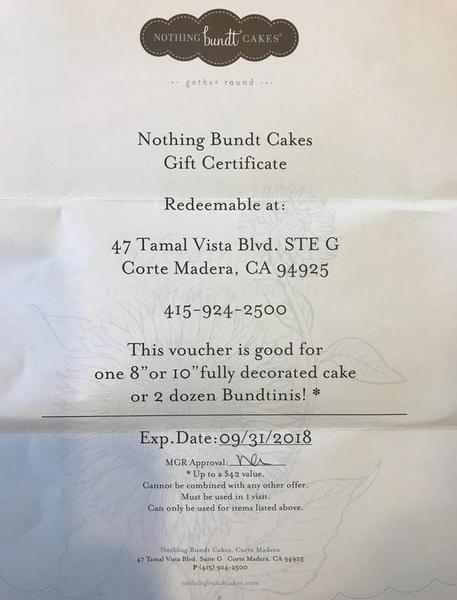 NOTHING bundt CAKES®
gather round
Nothing Bundt Cakes
Gift Certificate
Redeemable at:
47 Tamal Vista Blvd. STE G
Corte Madera, CA 94925
415-924-2500
This voucher is good for
one 8" or 10" fully decorated cake
or 2 dozen Bundtinis! *
Exp.Date:09/31/2018
MGR Approval:
* Up to a $42 value.
Cannot be combined with any other offer.
Must be used in 1 visit.
Can only be used for items listed above.
Nothing Bundt Cakes, Corte Madera
47 Tamal Vista Blvd. Suite G Corte Madera, CA 94925
P (415) 924-2500
nothingbundtcakes.com